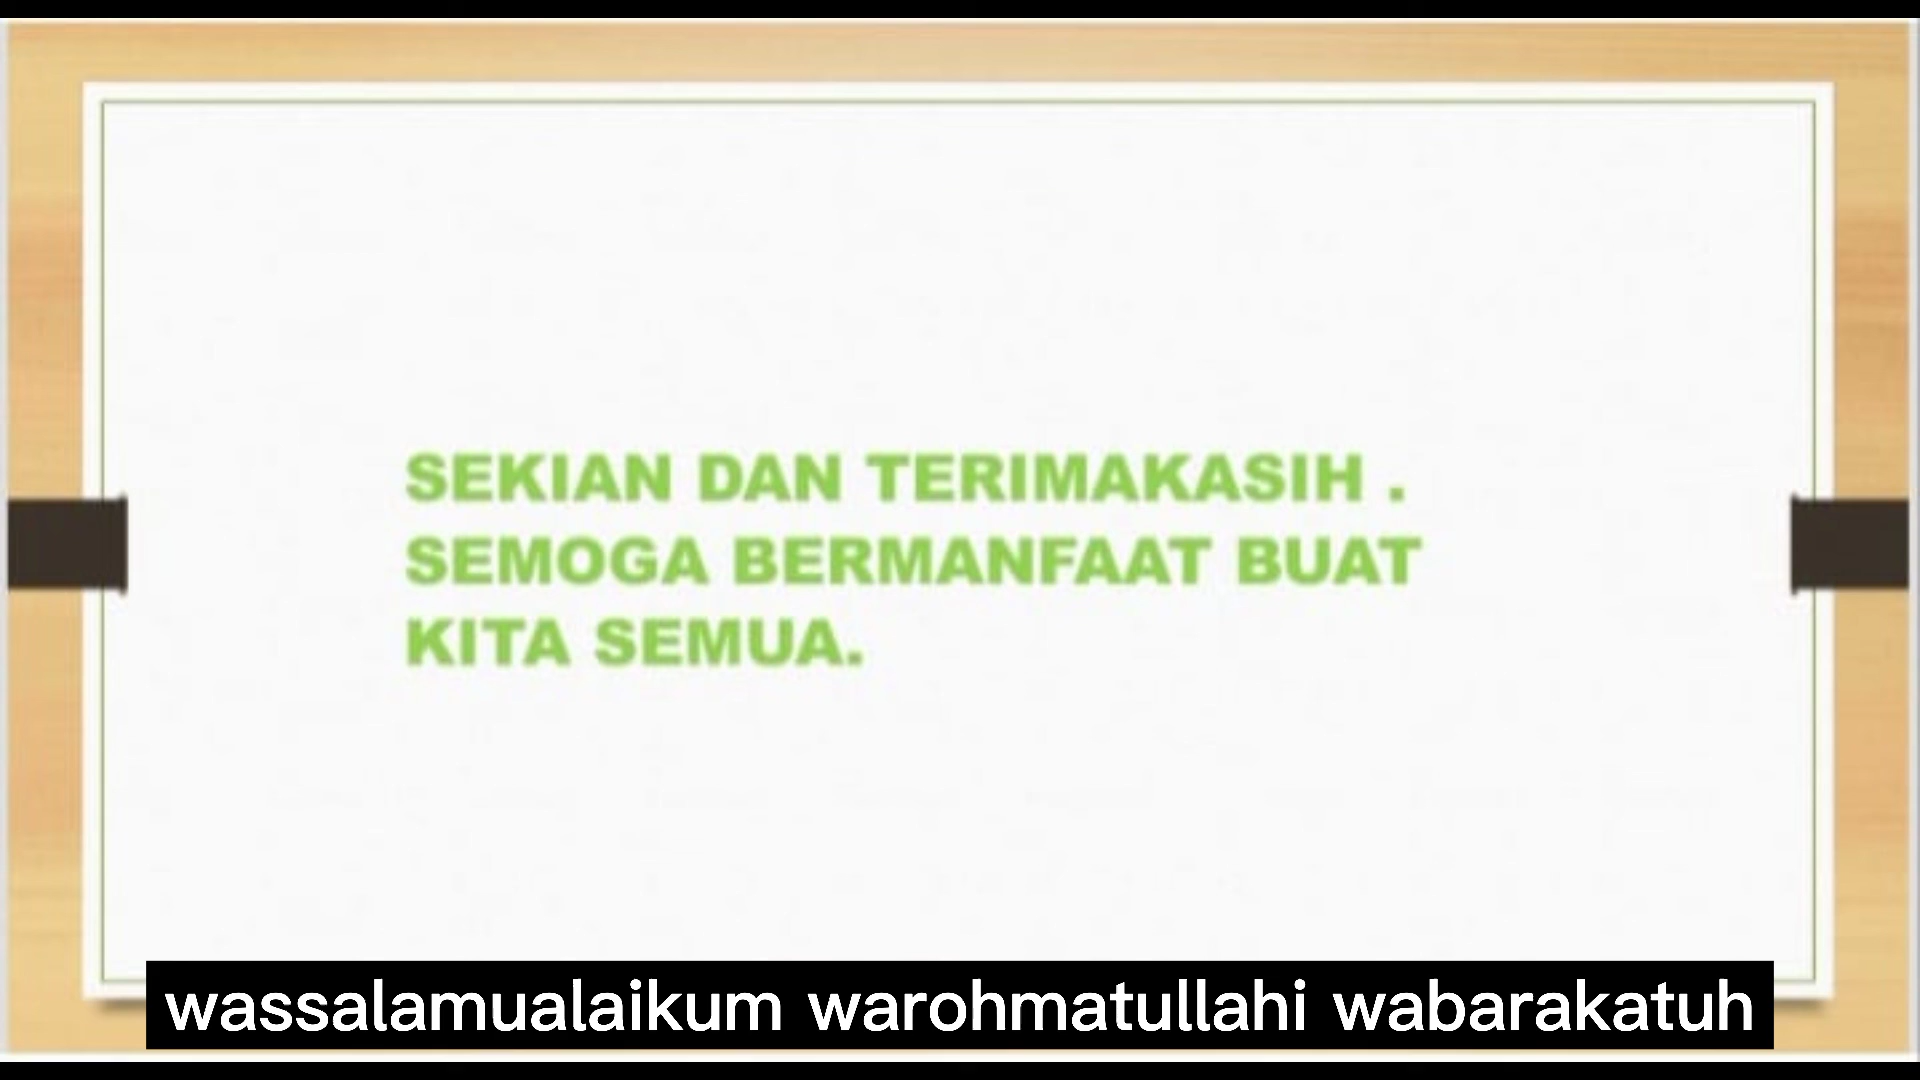 SEKIAN DAN TERIMAKASIH .
SEMOGA BERMANFAAT BUAT
KITA SEMUA.
wassalamualaikum warohmatullahi wabarakatuh